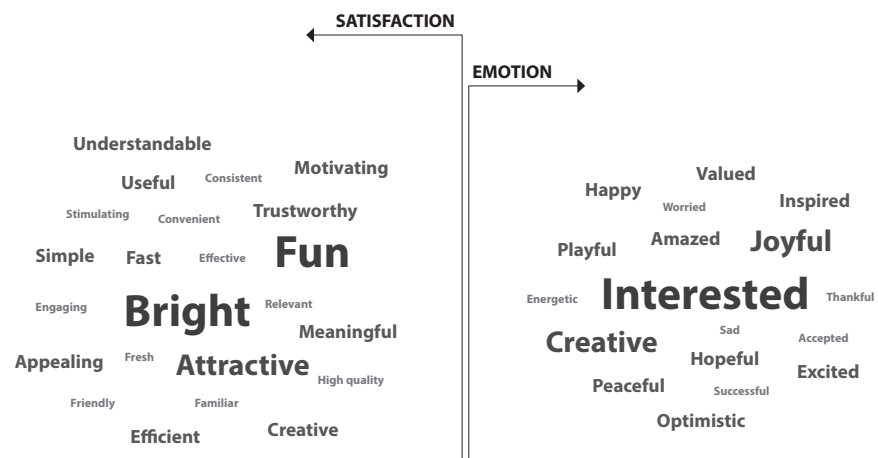 SATISFACTION
EMOTION
Understandable
Useful
Consistent
Motivating
Stimulating
Convenient
Trustworthy
Simple
Fast
Effective
Fun
Engaging
Bright
Relevant
Meaningful
Appealing
Fresh
Attractive
High quality
Friendly
Familiar
Efficient
Creative
Valued
Happy
Worried
Inspired
Playful
Amazed
Joyful
Energetic
Interested
Thankful
Creative
Sad
Accepted
Hopeful
Excited
Peaceful
Successful
Optimistic